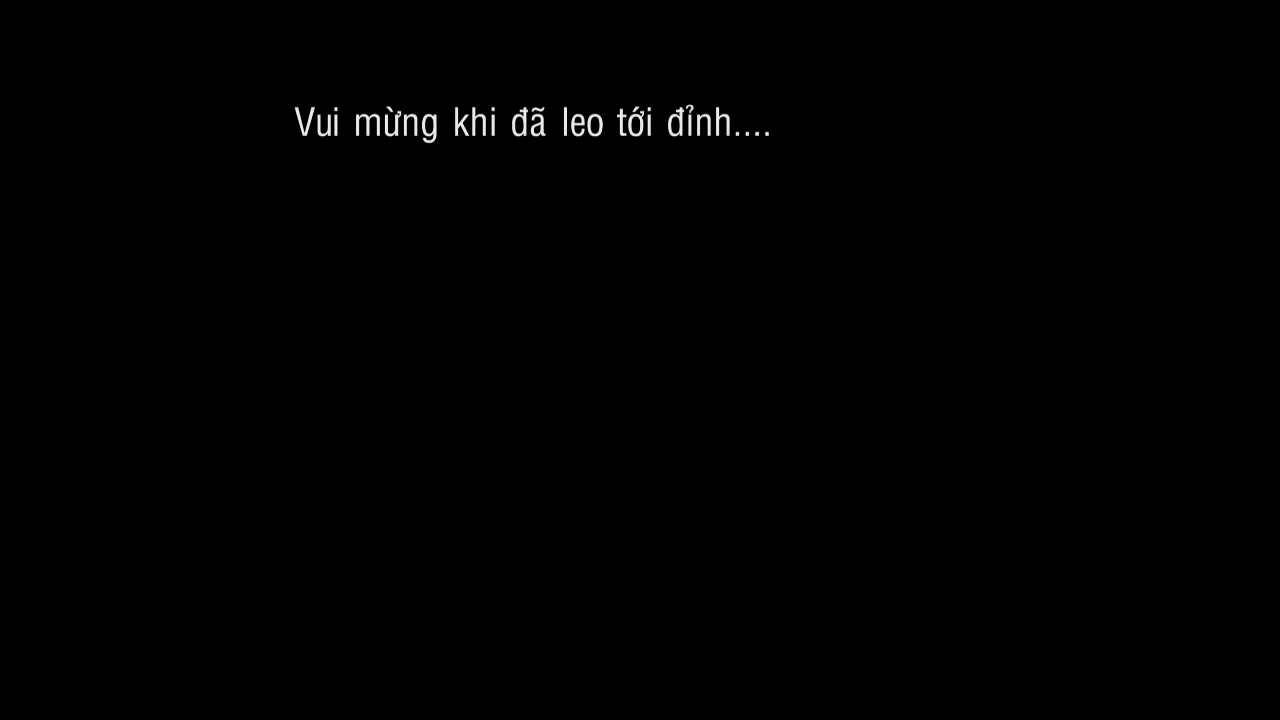 Vui mừng khi đã leo tới đỉnh....